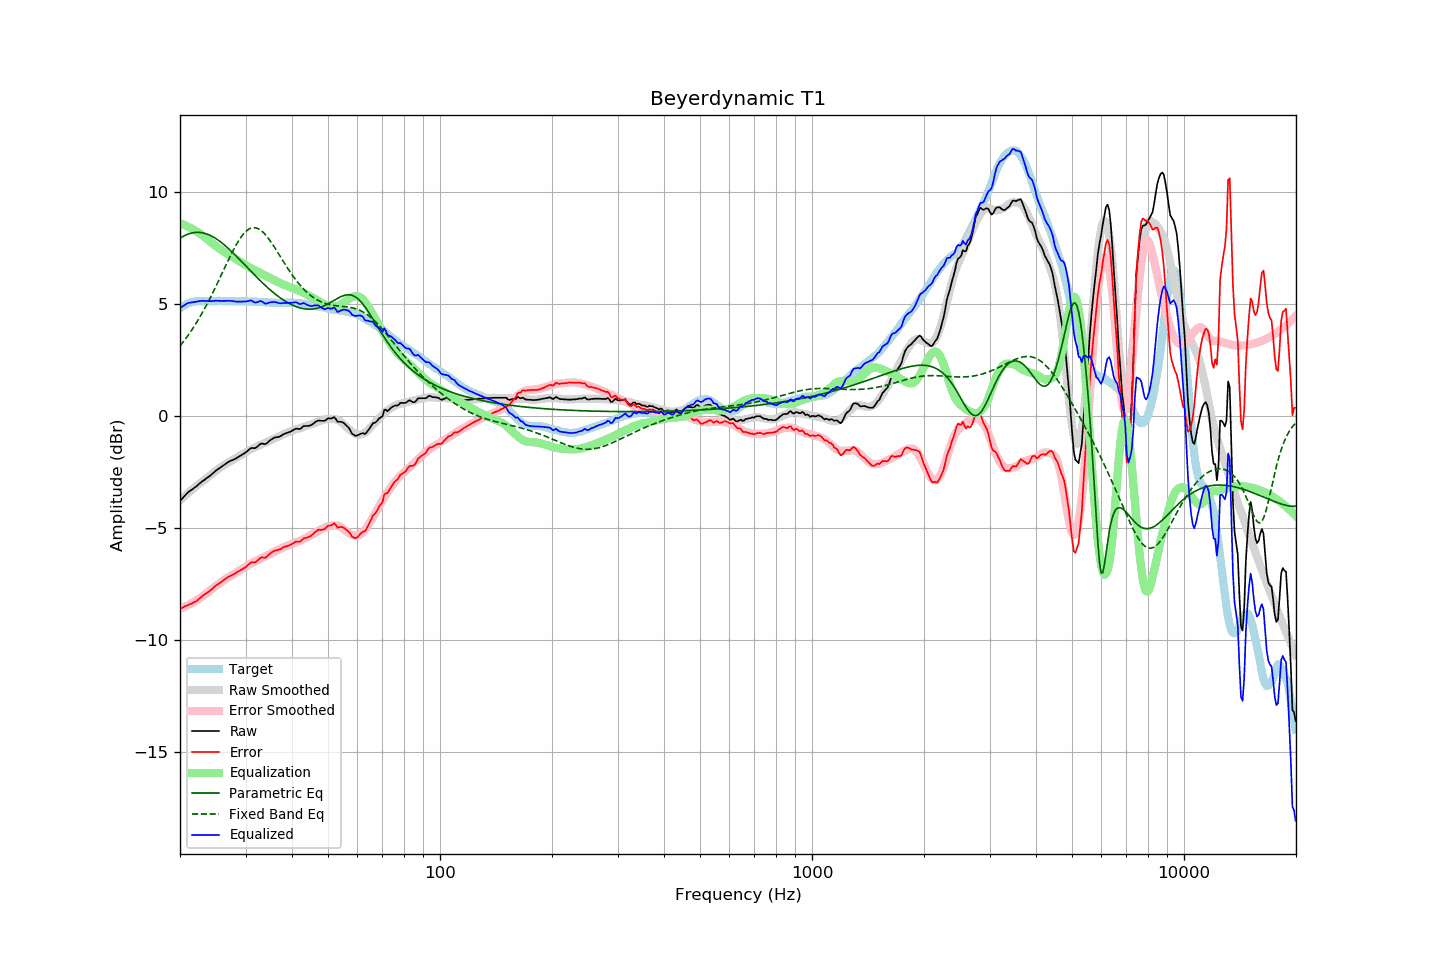 Beyerdynamic T1
Amplitude (dBr)
10
5
0
−5
−10
−15
Target
Raw Smoothed
Error Smoothed
Raw
Error
Equalization
Parametric Eq
Fixed Band Eq
Equalized
100
1000
10000
Frequency (Hz)